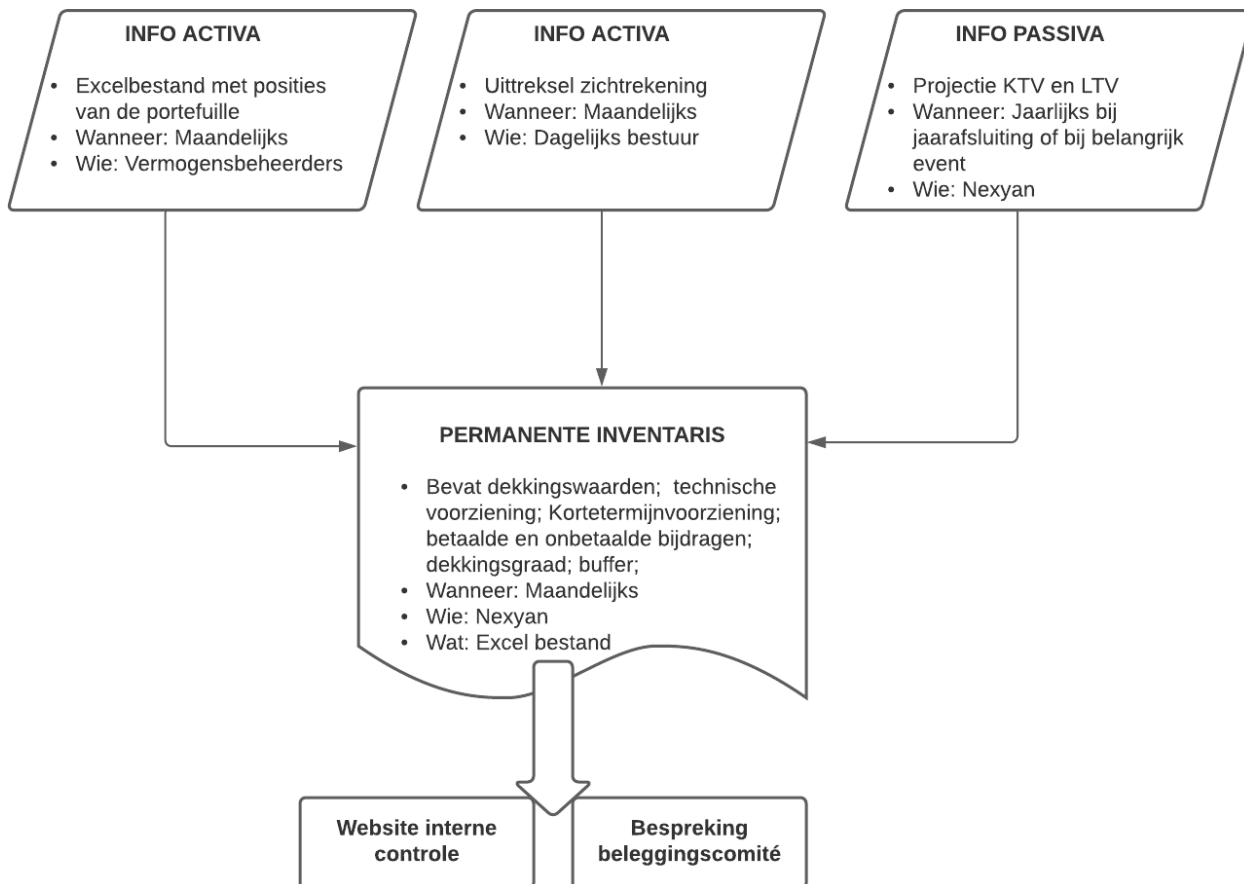 INFO ACTIVA
• Excelbestand met posities
van de portefuille
• Wanneer: Maandelijks
• Wie: Vermogensbeheerders
INFO ACTIVA
• Uittreksel zichtrekening
• Wanneer: Maandelijks
• Wie: Dagelijks bestuur
INFO PASSIVA
• Projectie KTV en LTV
• Wanneer: Jaarlijks bij
jaarafsluiting of bij belangrijk
event
• Wie: Nexyan
PERMANENTE INVENTARIS
• Bevat dekkingswaarden; technische
voorziening; Kortetermijnvoorziening;
betaalde en onbetaalde bijdragen;
dekkingsgraad; buffer;
• Wanneer: Maandelijks
• Wie: Nexyan
• Wat: Excel bestand
Website interne
controle
Bespreking
beleggingscomité